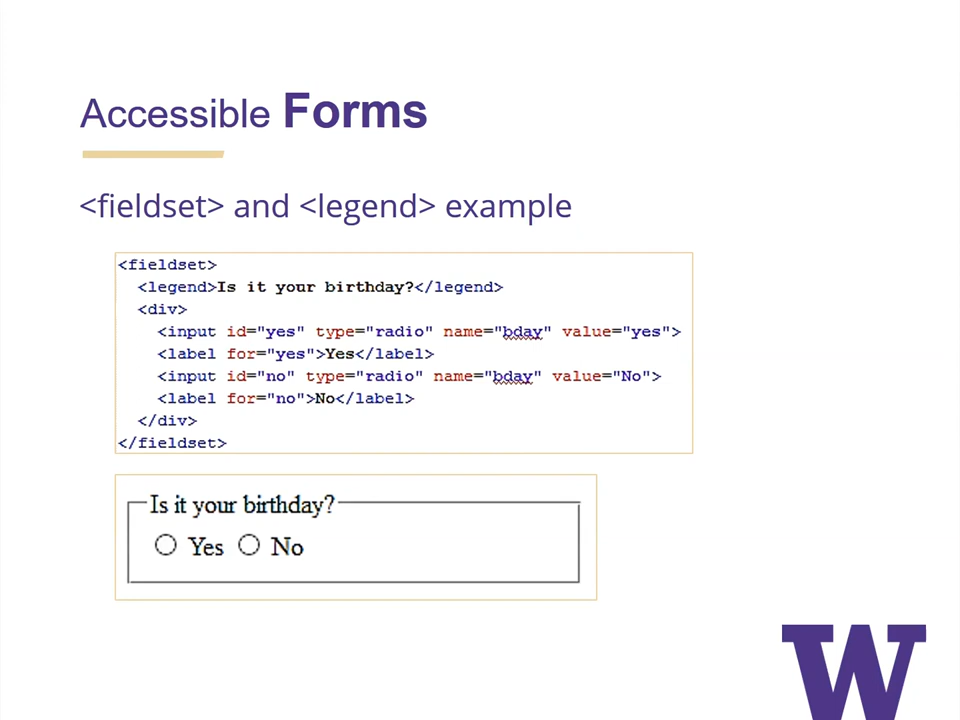 Accessible Forms
<fieldset> and <legend> example
<fieldset>
  <legend>Is it your birthday?</legend>
  <div>
    <input id="yes" type="radio" name="bday" value="yes">
    <label for="yes">Yes</label>
    <input id="no" type="radio" name="bday" value="No">
    <label for="no">No</label>
  </div>
</fieldset>
Is it your birthday?
Yes No
W